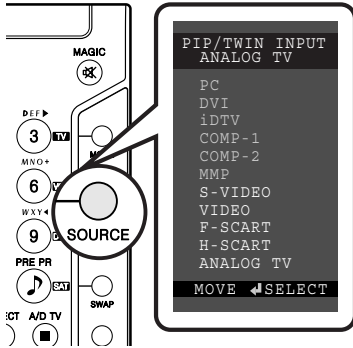 MAGIC
DEF
3 TV
MNO+
6
WXY
9
SOURCE
PRE PR
SAT
SWAP
A/D TV
PIP/TWIN INPUT
ANALOG TV
PC
DVI
iDTV
COMP-1
COMP-2
MMP
S-VIDEO
VIDEO
F-SCART
H-SCART
ANALOG TV
MOVE SELECT